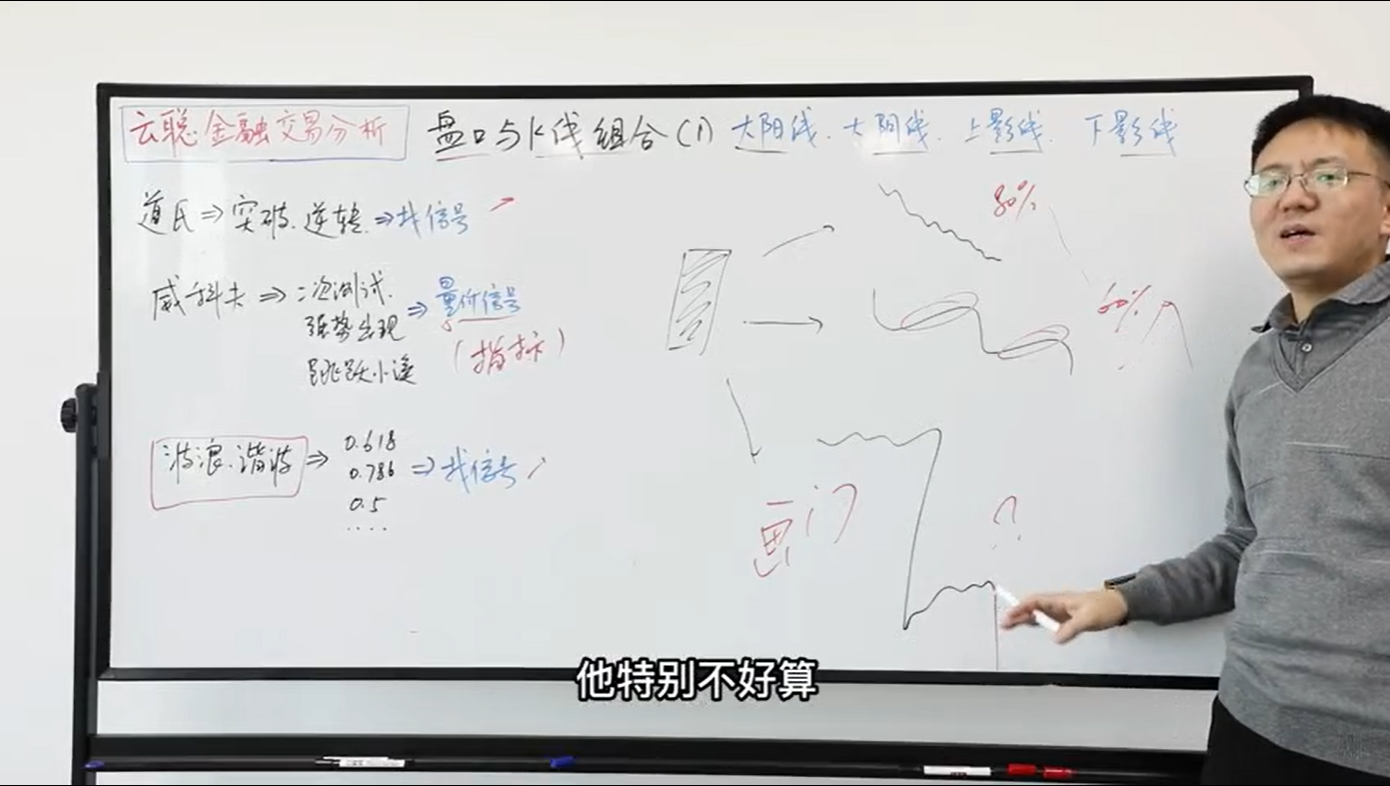 云聪·金融交易分析 盘口与K线组合(1) 大阳线.大阴线.上影线.下影线
道氏⇒突破.逆转.⇒找信号
80%
威科夫⇒二次测试.⇒量价信号
强势出现
60%
跳跃小溪
(指标)
波浪.谐波⇒0.618⇒找信号
0.786
0.5
....
画门
?
他特别不好算